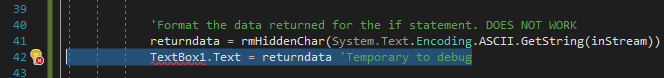 39
40 'Format the data returned for the if statement. DOES NOT WORK
41 returndata = rmHiddenChar(System.Text.Encoding.ASCII.GetString(inStream))
42 TextBox1.Text = returndata 'Temporary to debug